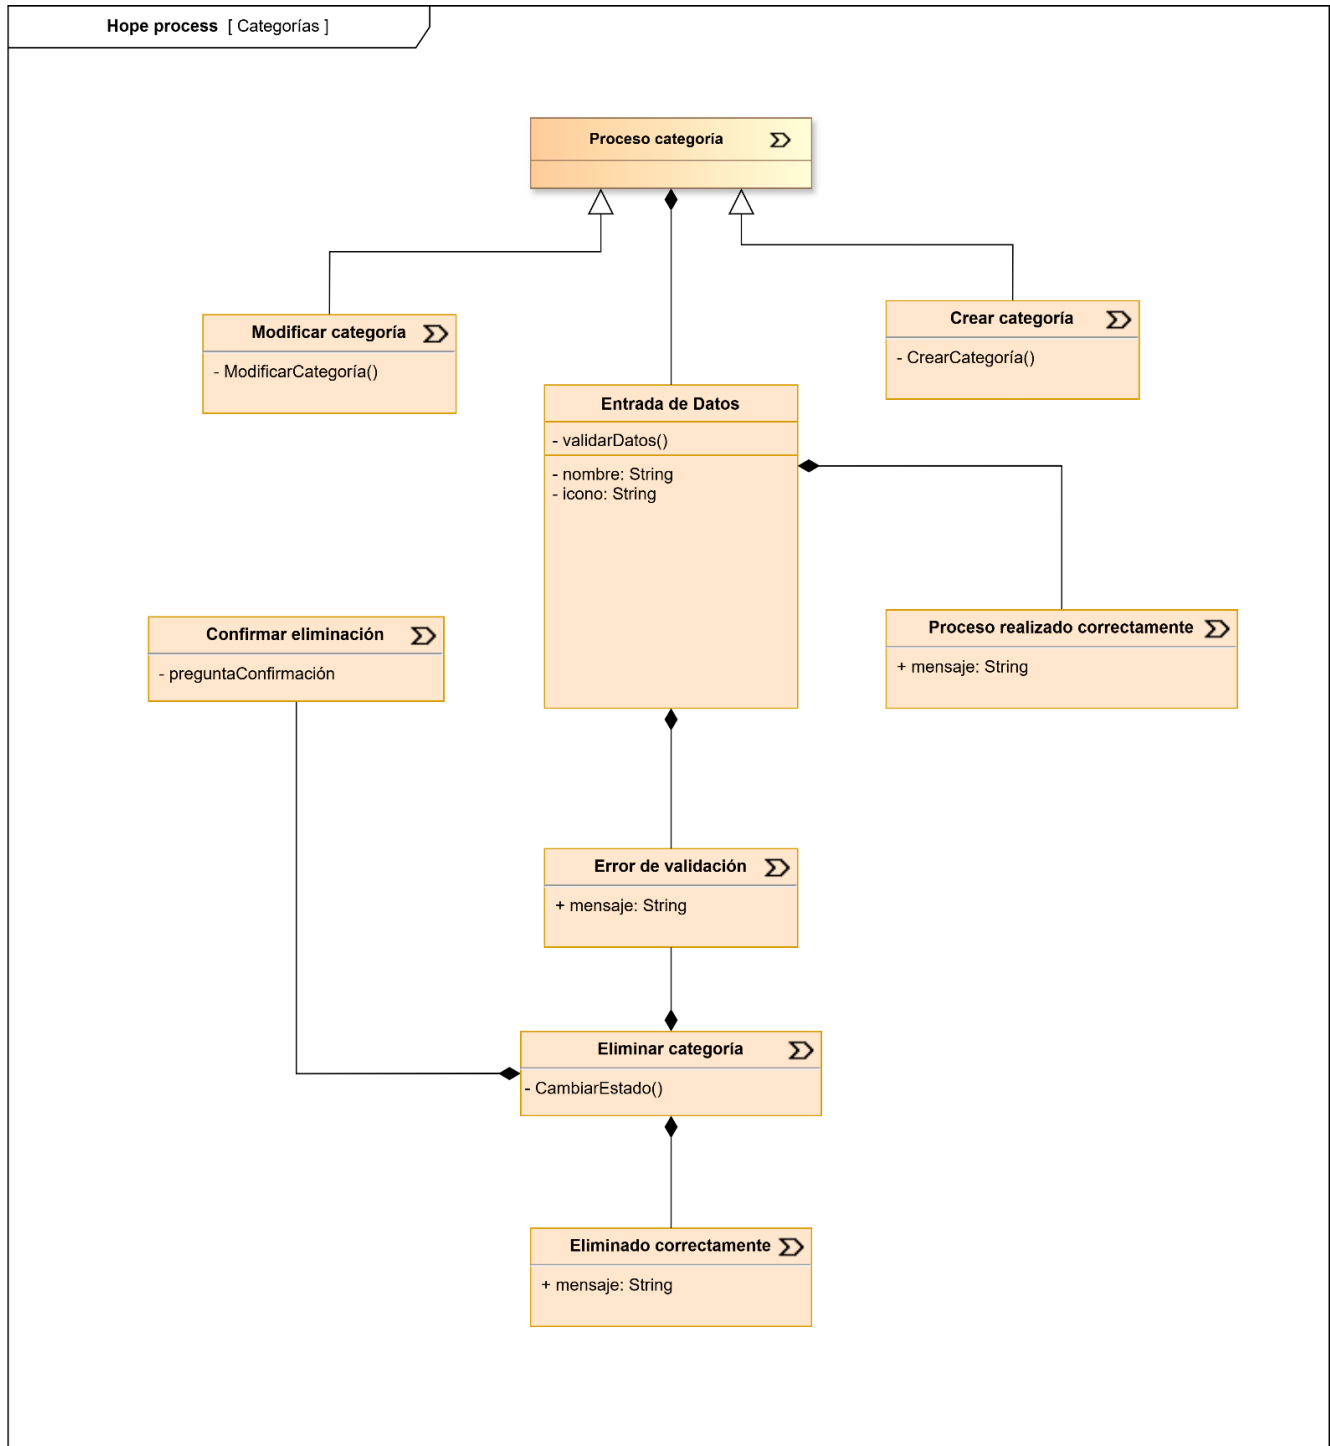 Hope process [ Categorías ]
Proceso categoría
Modificar categoría
- ModificarCategoría()
Crear categoría
- CrearCategoría()
Entrada de Datos
- validarDatos()
- nombre: String
- icono: String
Confirmar eliminación
- preguntaConfirmación
Proceso realizado correctamente
+ mensaje: String
Error de validación
+ mensaje: String
Eliminar categoría
- CambiarEstado()
Eliminado correctamente
+ mensaje: String